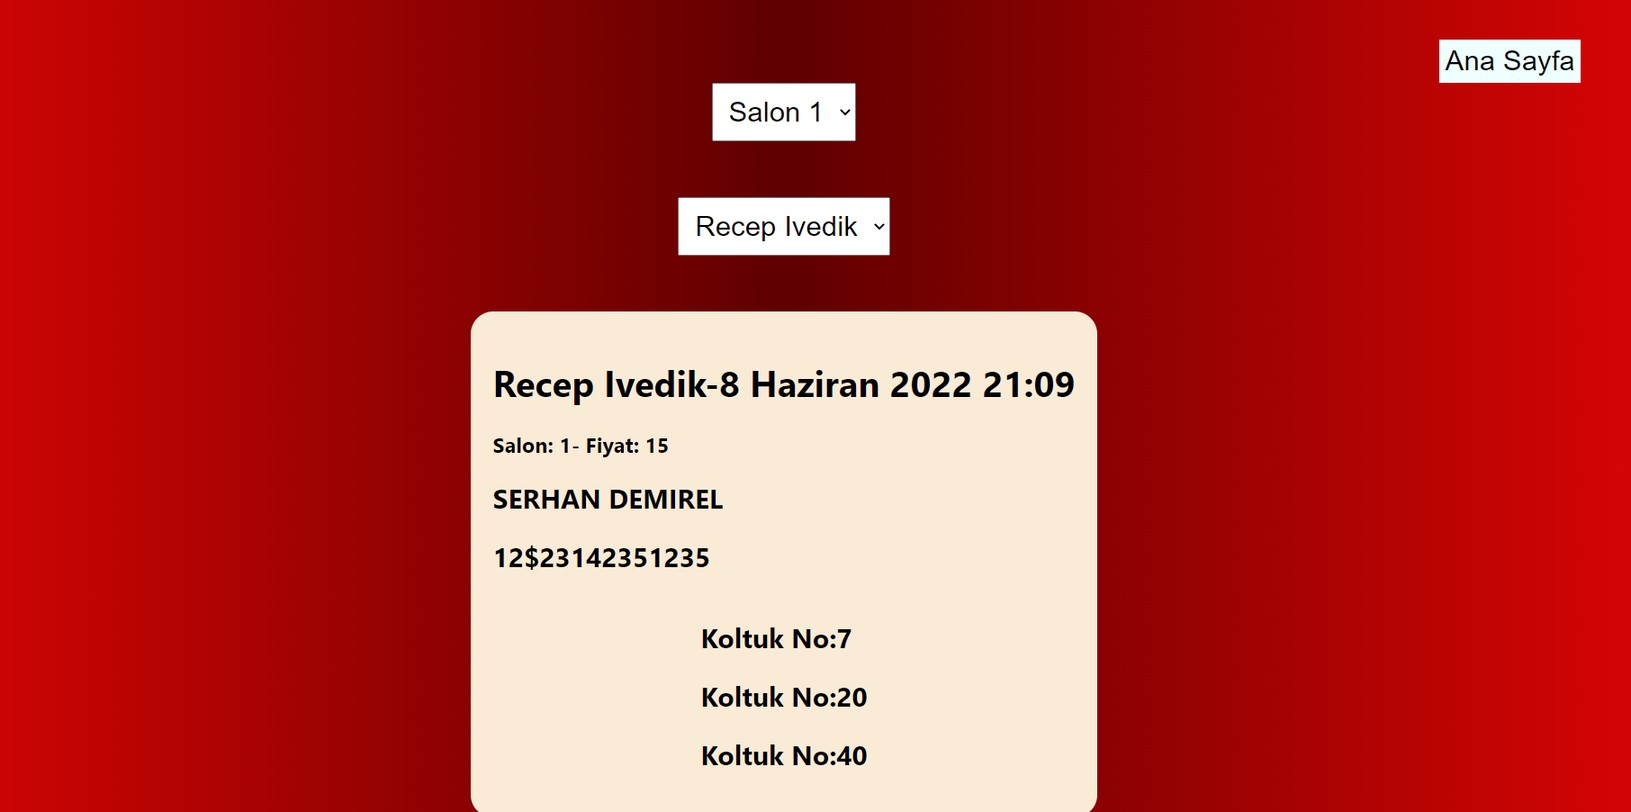 Ana Sayfa
Salon 1
Recep Ivedik
Recep Ivedik-8 Haziran 2022 21:09
Salon: 1- Fiyat: 15
SERHAN DEMIREL
12$23142351235
Koltuk No:7
Koltuk No:20
Koltuk No:40